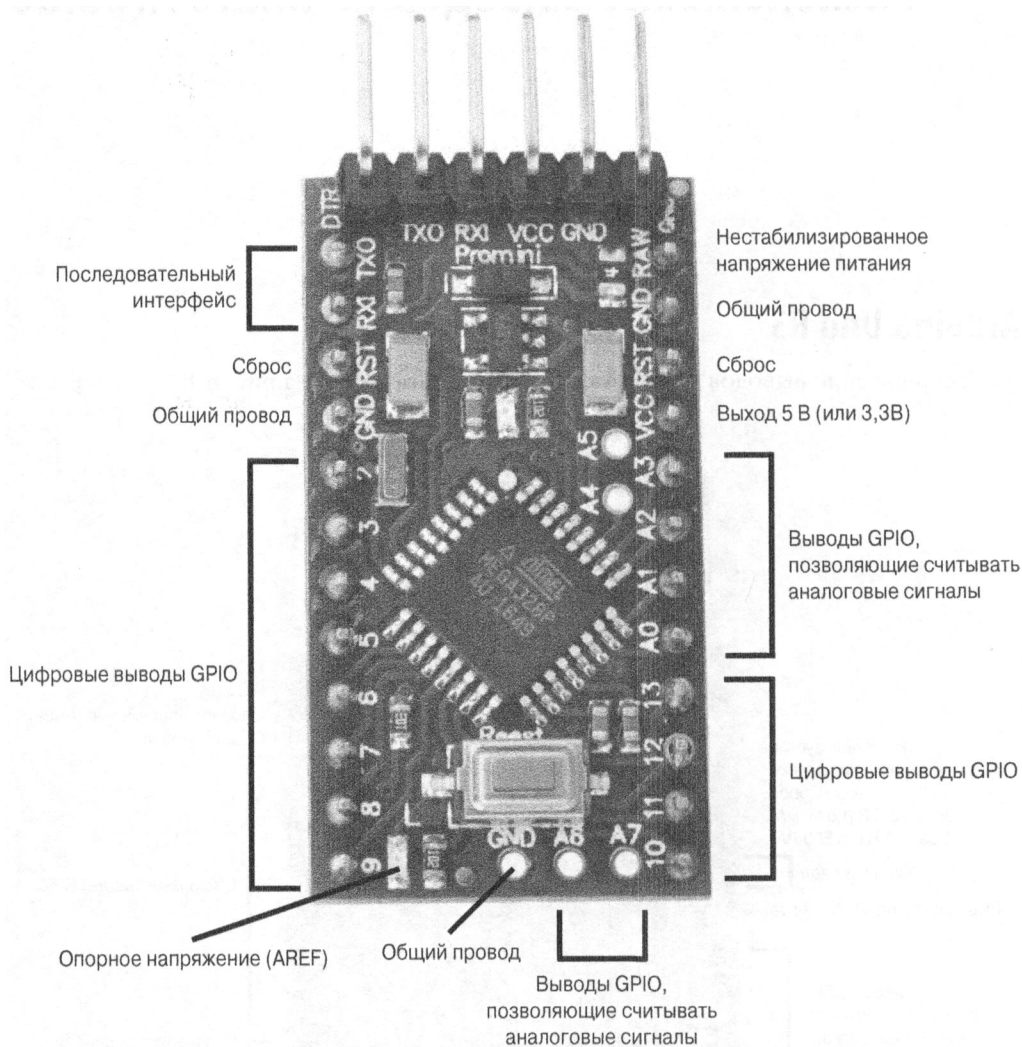 DTR
TXO RXI VCC GND
Promini
TXO
RXI
RST
GND
2
3
4
5
6
7
8
9
RAW
GND
RST
VCC
A3
A2
A1
A0
13
12
11
10
A5
A4
4
MEGA328P
Reset
GND A6 A7
Последовательный
интерфейс
Сброс
Общий провод
Цифровые выводы GPIO
Опорное напряжение (AREF)
Общий провод
Выводы GPIO,
позволяющие считывать
аналоговые сигналы
Нестабилизированное
напряжение питания
Общий провод
Сброс
Выход 5 В (или 3,3В)
Выводы GPIO,
позволяющие считывать
аналоговые сигналы
Цифровые выводы GPIO